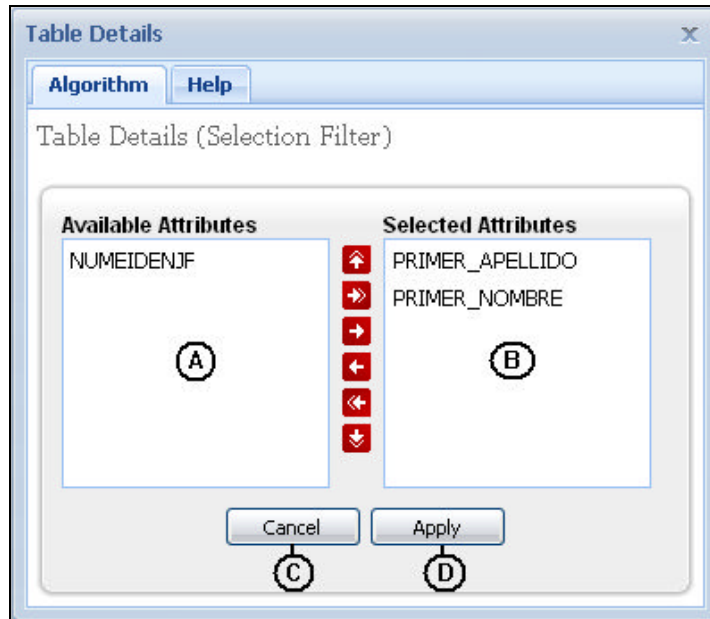 Table Details x
Algorithm Help
Table Details (Selection Filter)
Available Attributes Selected Attributes
NUMEIDENJF PRIMER_APELLIDO
PRIMER_NOMBRE
A B
Cancel Apply
C D